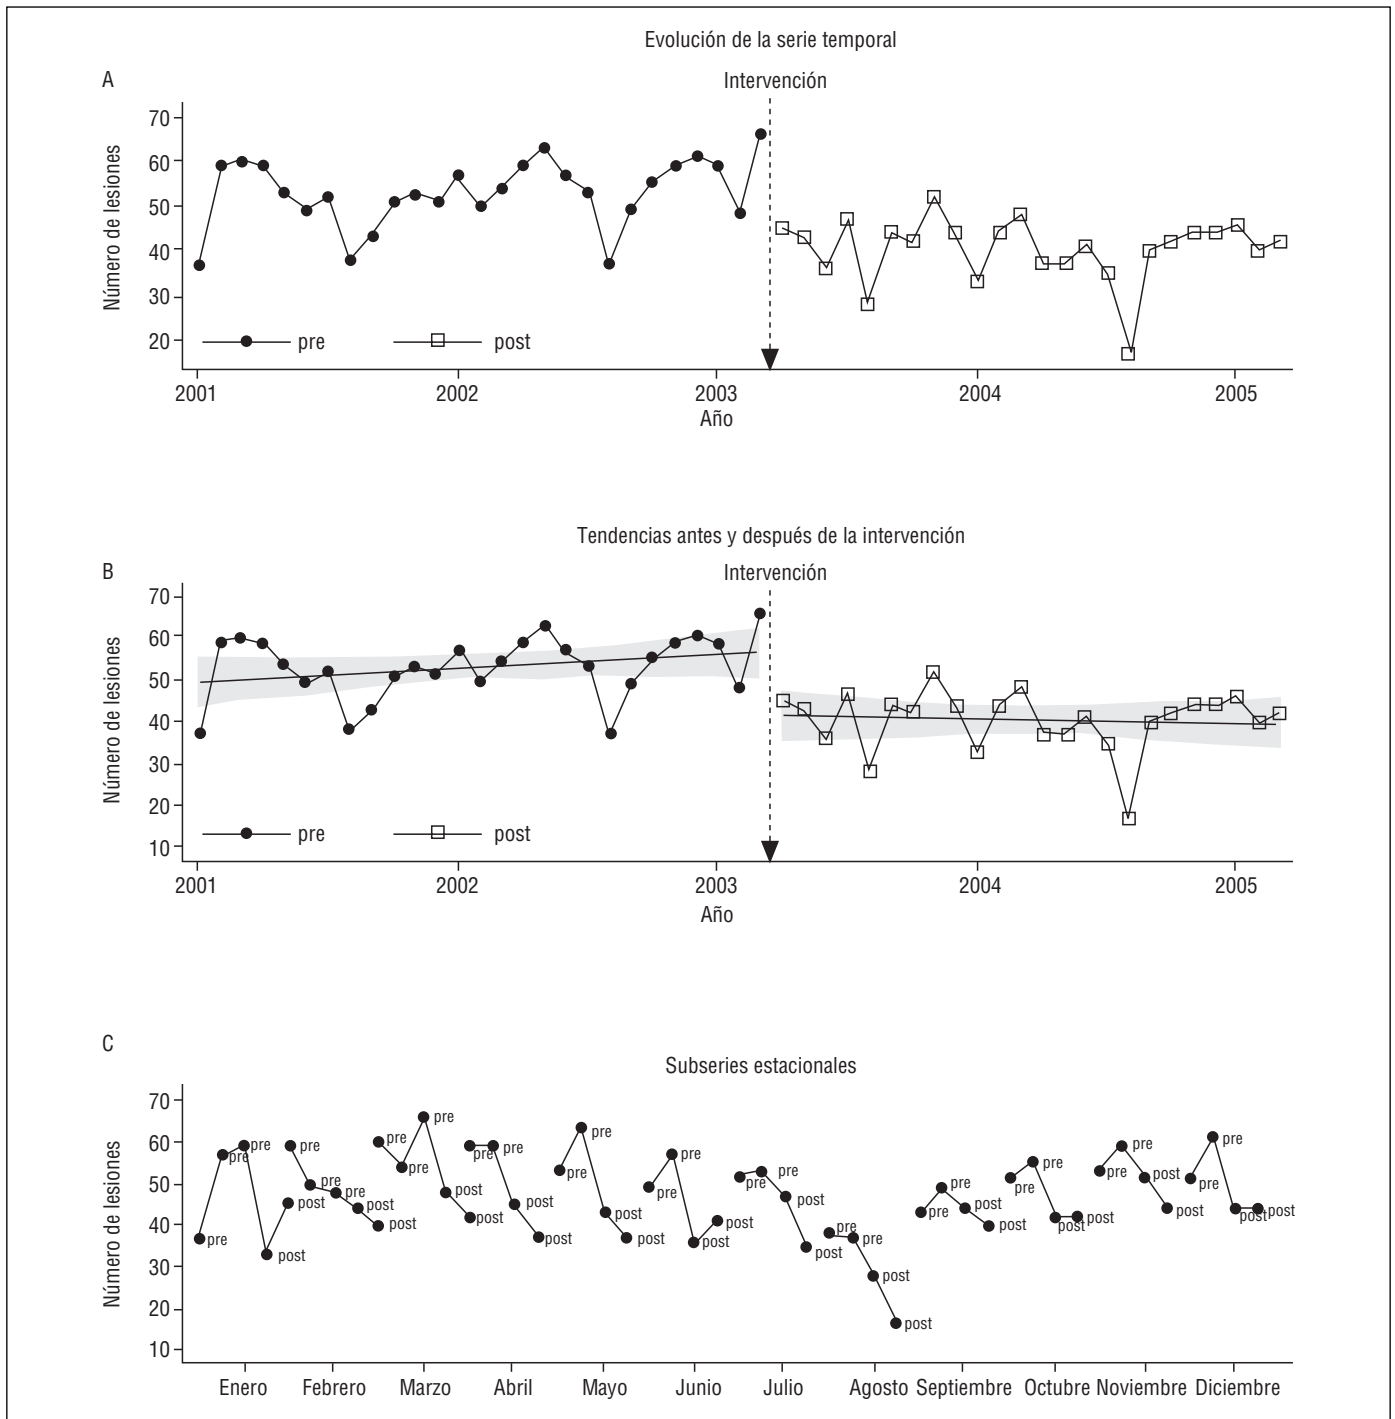 Evolución de la serie temporal
A
Intervención
Número de lesiones
70
60
50
40
30
20
pre post
2001 2002 2003 2004 2005
Año
Tendencias antes y después de la intervención
B
Intervención
Número de lesiones
70
60
50
40
30
20
10
pre post
2001 2002 2003 2004 2005
Año
C
Subseries estacionales
Número de lesiones
70
60
50
40
30
20
10
pre pre pre post post
pre pre pre post post
pre pre pre post post
pre pre post post
pre pre post post
pre pre post post
pre pre post post
pre pre post post
pre pre post post
pre pre post post
pre pre post post
pre pre post post
Enero Febrero Marzo Abril Mayo Junio Julio Agosto Septiembre Octubre Noviembre Diciembre